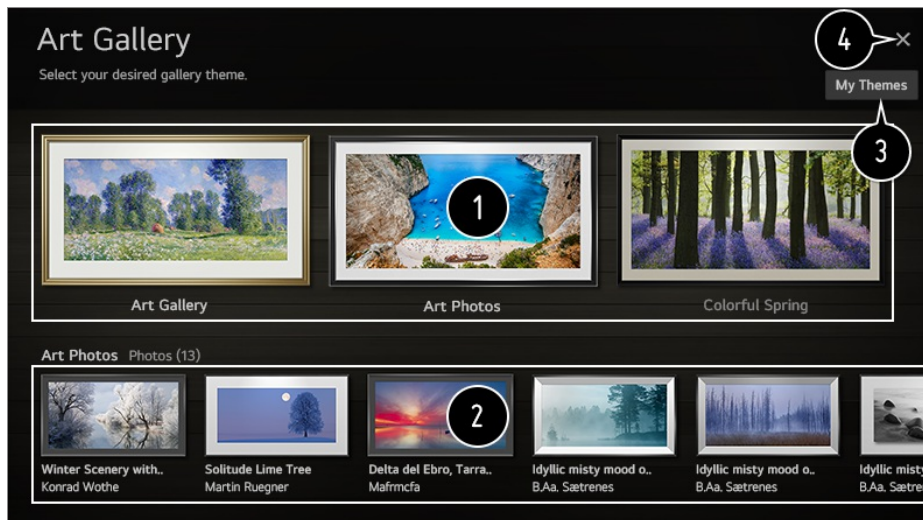 Art Gallery
Select your desired gallery theme.
4
My Themes
3
1
Art Gallery
Art Photos
Colorful Spring
Art Photos Photos (13)
2
Winter Scenery with..
Konrad Wothe
Solitude Lime Tree
Martin Ruegner
Delta del Ebro, Tarra..
Mafrmcfa
Idyllic misty mood o..
B.Aa. Sætrenes
Idyllic misty mood o..
B.Aa. Sætrenes
Idyllic mist
B.Aa. Sætre